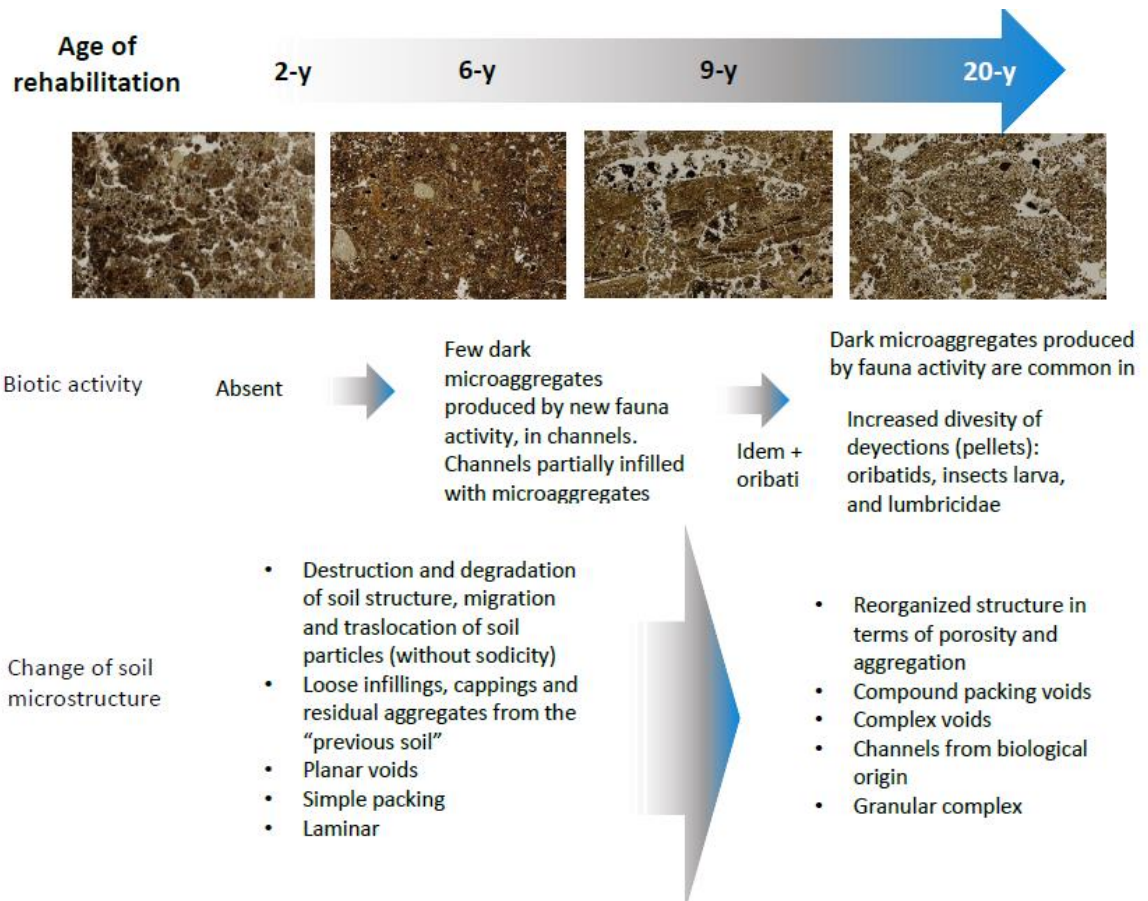 Age of
rehabilitation
2-y
6-y
9-y
20-y
Biotic activity
Absent
Few dark
microaggregates
produced by new fauna
activity, in channels.
Channels partially infilled
with microaggregates
Idem +
oribati
Dark microaggregates produced
by fauna activity are common in
Increased divesity of
deyections (pellets):
oribatids, insects larva,
and lumbricidae
Change of soil
microstructure
• Destruction and degradation
of soil structure, migration
and traslocation of soil
particles (without sodicity)
• Loose infillings, cappings and
residual aggregates from the
“previous soil”
• Planar voids
• Simple packing
• Laminar
• Reorganized structure in
terms of porosity and
aggregation
• Compound packing voids
• Complex voids
• Channels from biological
origin
• Granular complex